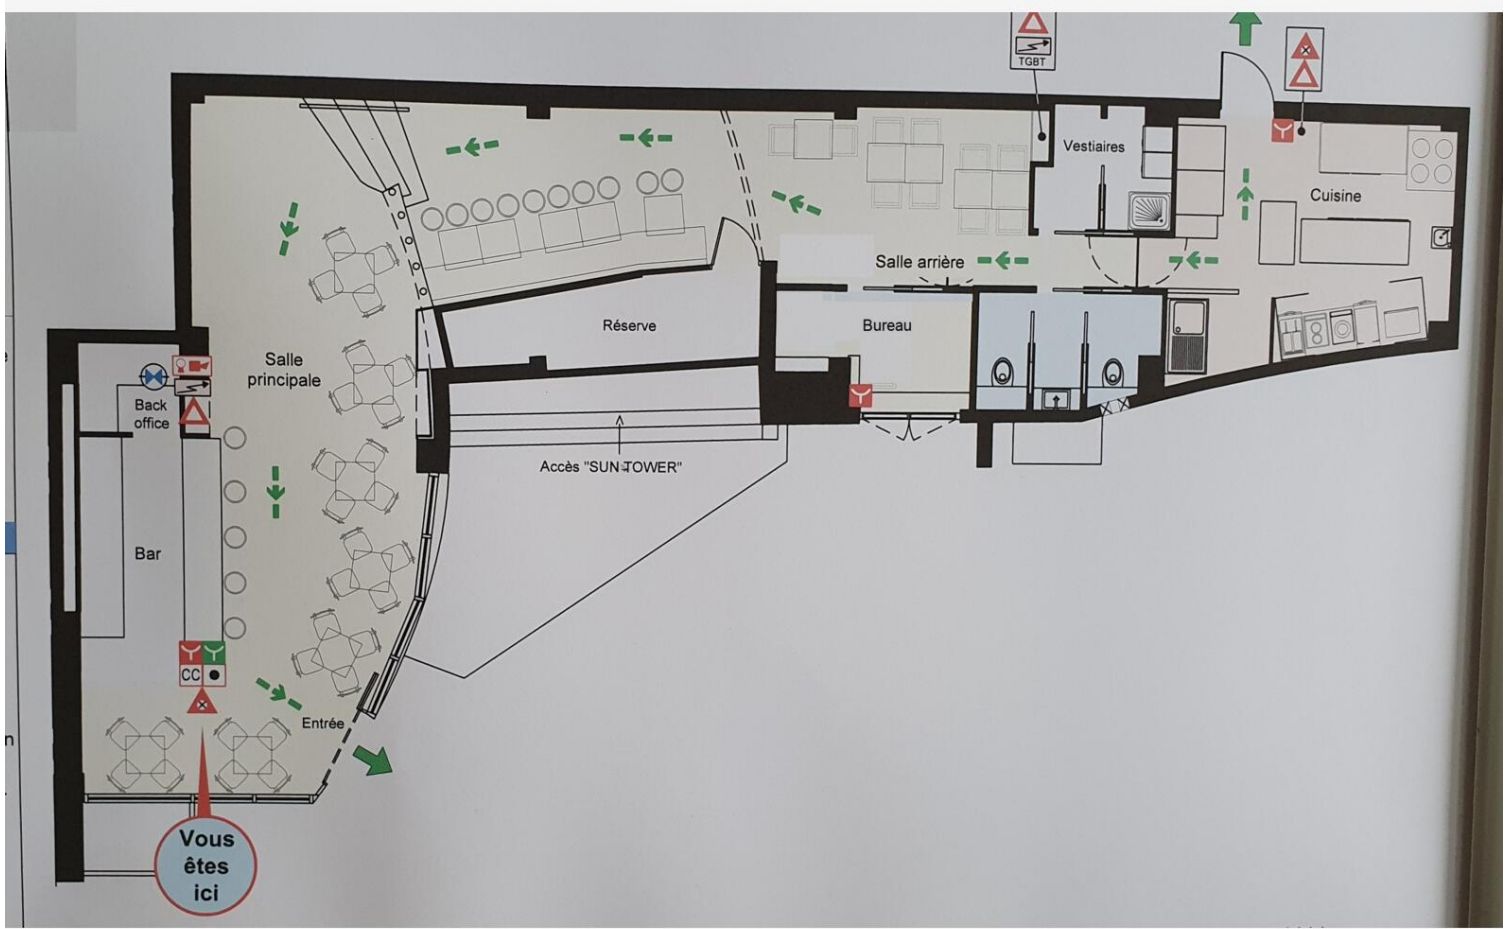 TGBT
Vestiaires
Cuisine
Salle arrière
Réserve
Bureau
Salle
principale
Back
office
Accès "SUN TOWER"
Bar
CC
Entrée
Vous
êtes
ici